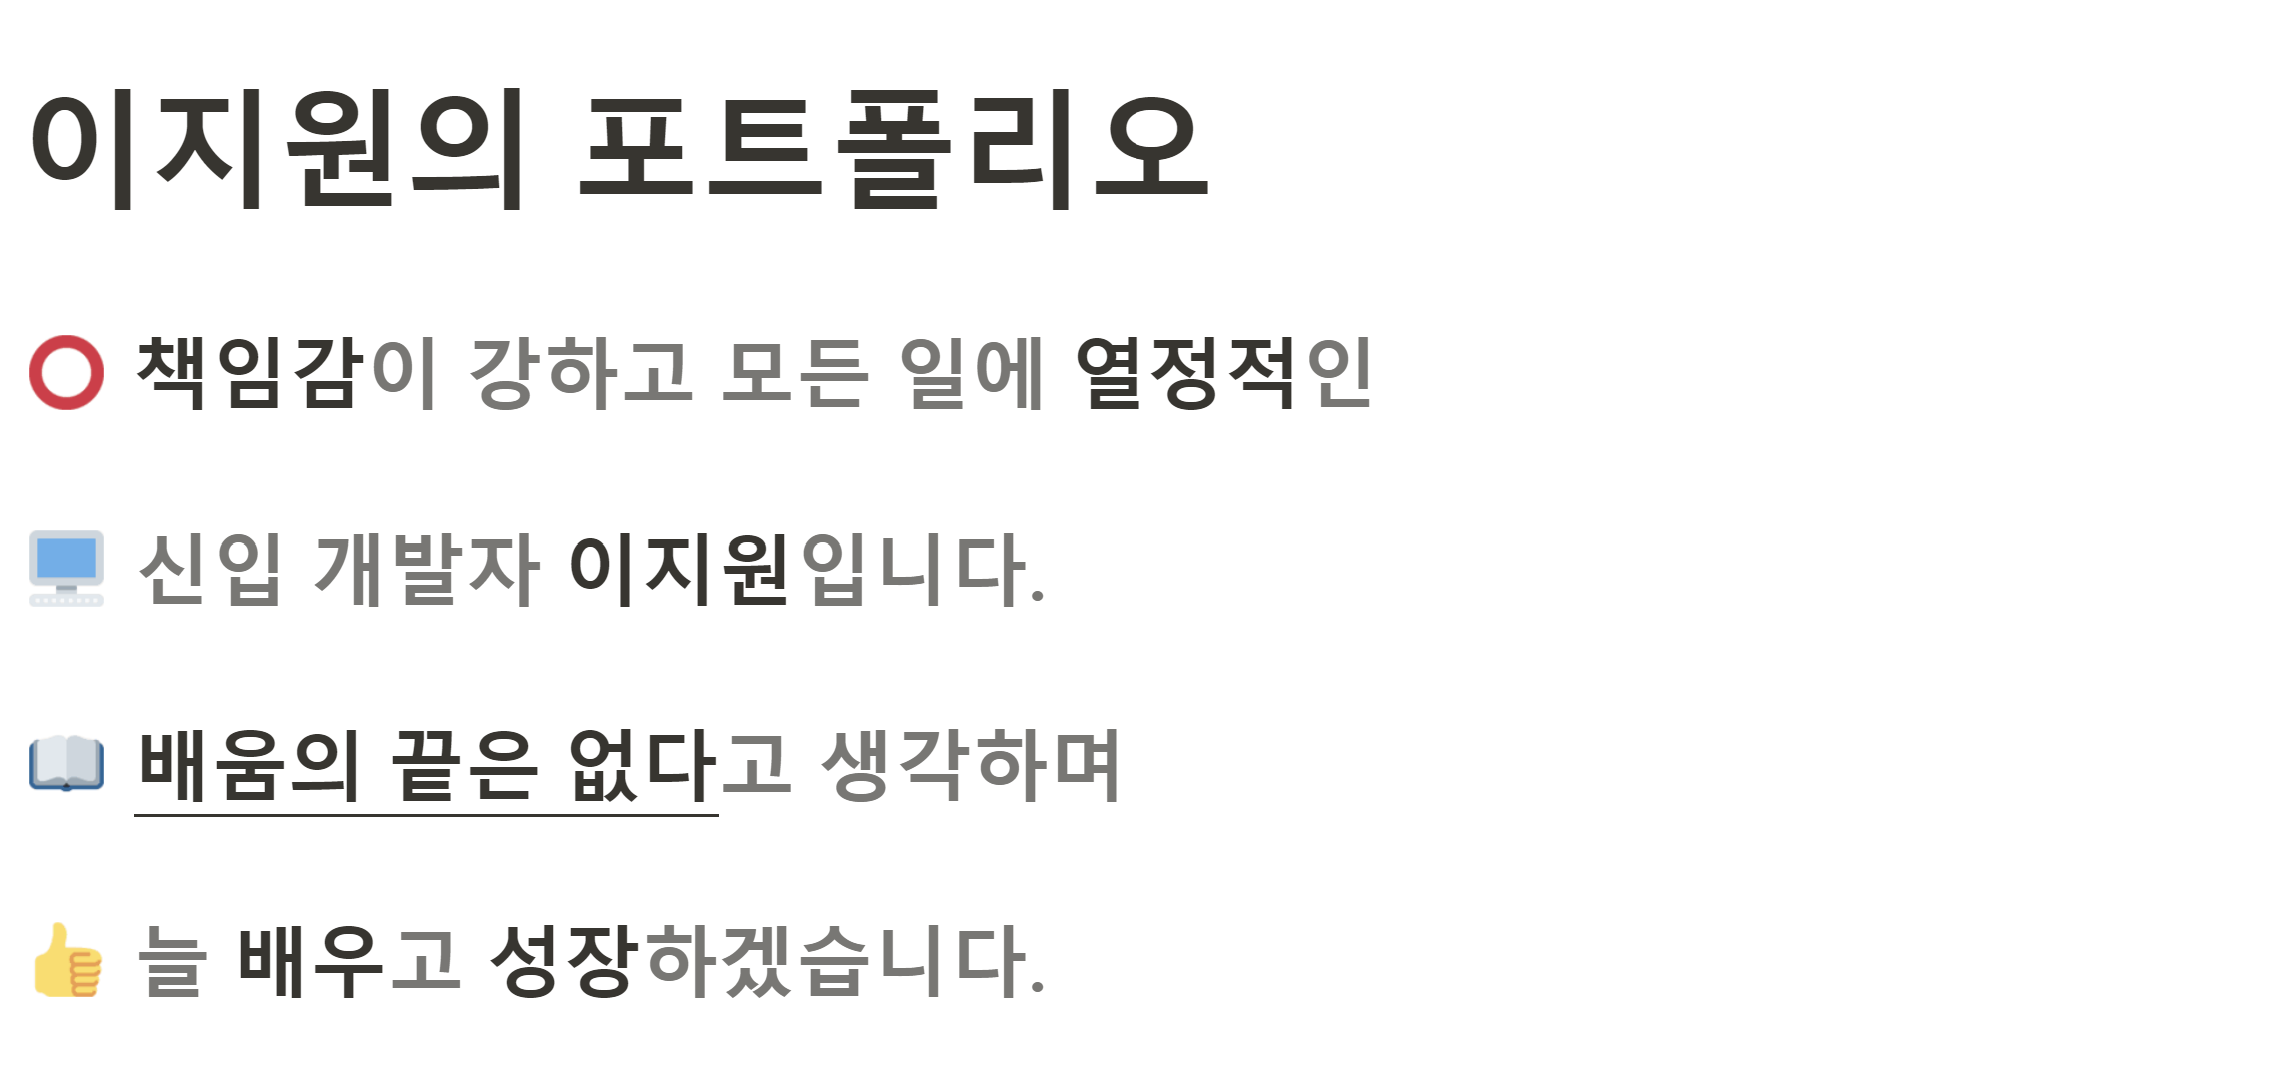 이지원의 포트폴리오
⭕ 책임감이 강하고 모든 일에 열정적인
🖥️ 신입 개발자 이지원입니다.
📖 배움의 끝은 없다고 생각하며
👍 늘 배우고 성장하겠습니다.